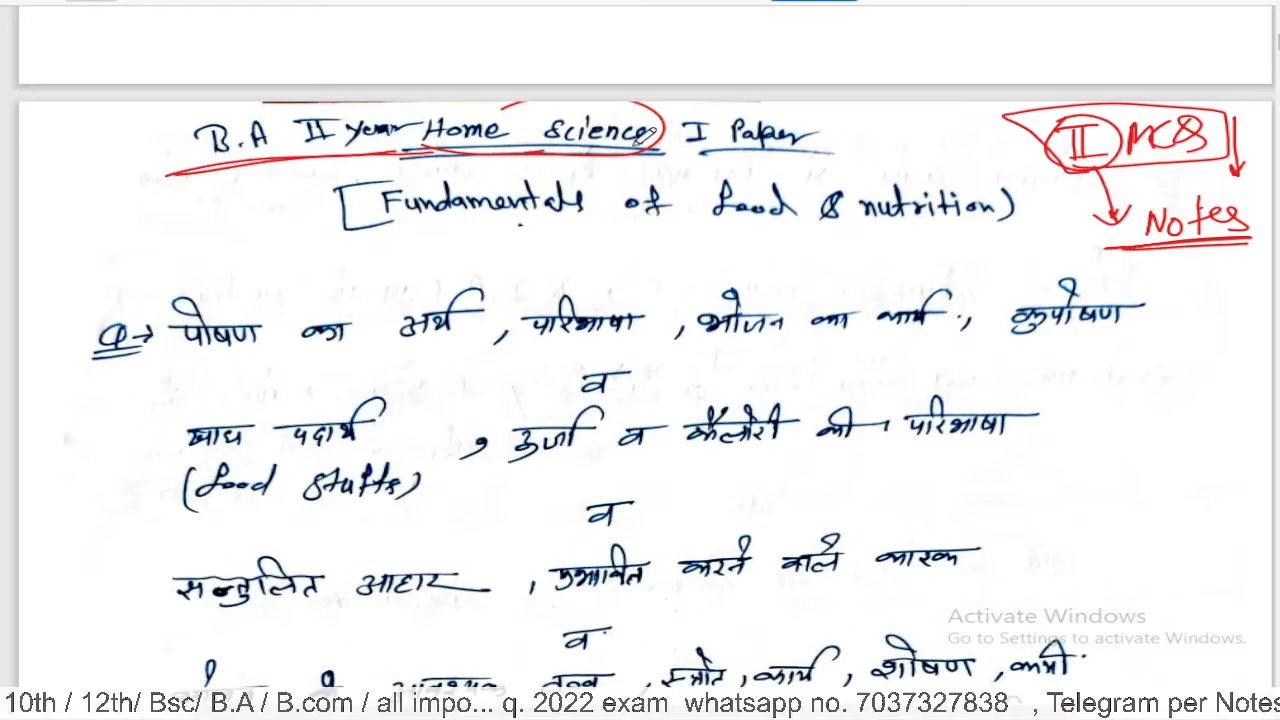 B.A II Year Home Science I Paper
II MCQ
[Fundamentals of food & nutrition)
Notes
Q→ पोषण का अर्थ , परिभाषा , भोजन का कार्य , कुपोषण
व
खाद्य पदार्थ , ऊर्जा व कैलोरी की परिभाषा
(food stuffs)
व
सन्तुलित आहार , प्रभावित करने वाले कारक
व
के तत्व , स्त्रोत , कार्य , शोषण , कमी
Activate Windows
Go to Settings to activate Windows.
10th / 12th/ Bsc/ B.A / B.com / all impo... q. 2022 exam whatsapp no. 7037327838 , Telegram per Notes